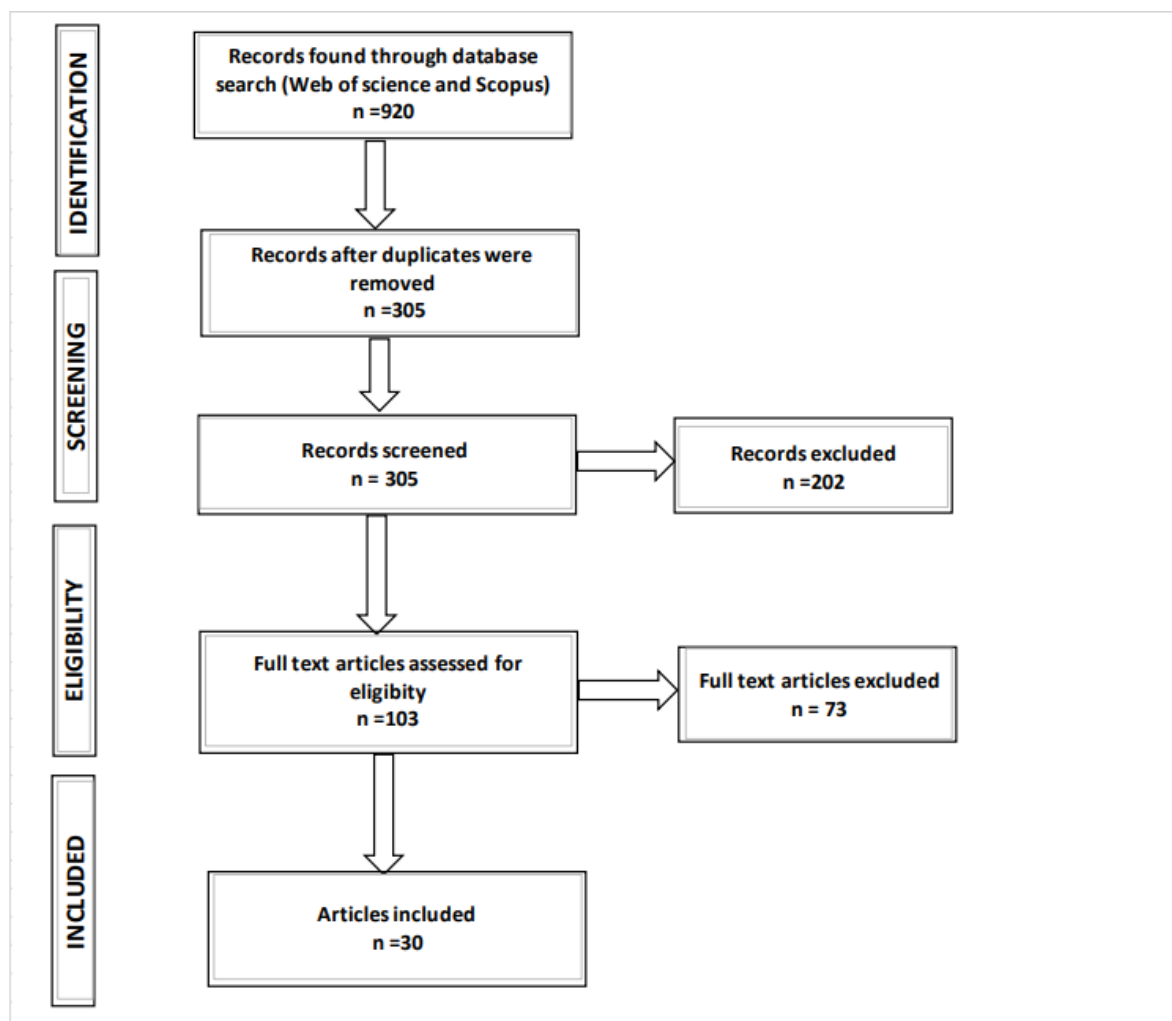 IDENTIFICATION
Records found through database
search (Web of science and Scopus)
n =920
Records after duplicates were
removed
n =305
SCREENING
Records screened
n = 305
Records excluded
n =202
ELIGIBILITY
Full text articles assessed for
eligibity
n =103
Full text articles excluded
n = 73
INCLUDED
Articles included
n =30